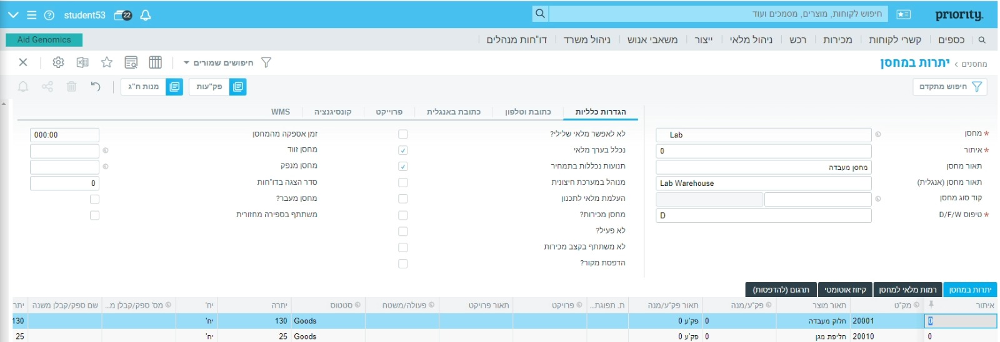 priority. חיפוש לקוחות, מוצרים, מסמכים ועוד 22 student53
כספים קשרי לקוחות מכירות רכש ניהול מלאי ייצור משאבי אנוש ניהול משרד דו"חות מנהלים Aid Genomics
מחסנים › יתרות במחסן חיפושים שמורים
חיפוש מתקדם פק"עות מנות ח"ג
הגדרות כלליות כתובת וטלפון כתובת באנגלית פרוייקט קונסיגנציה WMS
* מחסן Lab לא לאפשר מלאי שלילי? זמן אספקה מהמחסן 000:00
* איתור 0 נכלל בערך מלאי מחסן זווד
תאור מחסן מחסן מעבדה תנועות נכללות בתמחיר מחסן מנפק
תאור מחסן (אנגלית) Lab Warehouse מנוהל במערכת חיצונית סדר הצגה בדו"חות 0
קוד סוג מחסן העלמת מלאי לתכנון מחסן מעבר?
* טיפוס D/F/W D מחסן מכירות? משתתף בספירה מחזורית
לא פעיל?
לא משתתף בקצב מכירות
הדפסת מקור?
יתרות במחסן רמות מלאי למחסן קיזוז אוטומטי תרגום (להדפסות)
איתור מק"ט תאור מוצר פק"ע/מנה תאור פק"ע/מנה ת. תפוגת... פרויקט תאור פרויקט פעולה/משטח סטטוס יתרה יח' מס' ספק/קבלן מ... שם ספק/קבלן משנה יתר
0 20001 חלוק מעבדה 0 פק'ע 0 Goods 130 יח' 130
0 20010 חליפת מגן 0 פק'ע 0 Goods 25 יח' 25